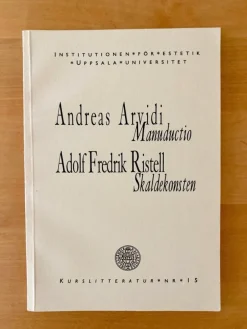 INSTITUTIONEN FÖR ESTETIK
UPPSALA UNIVERSITET
Andreas Arvidi
Manuductio
Adolf Fredrik Ristell
Skaldekonsten
KURSLITTERATUR NR 15